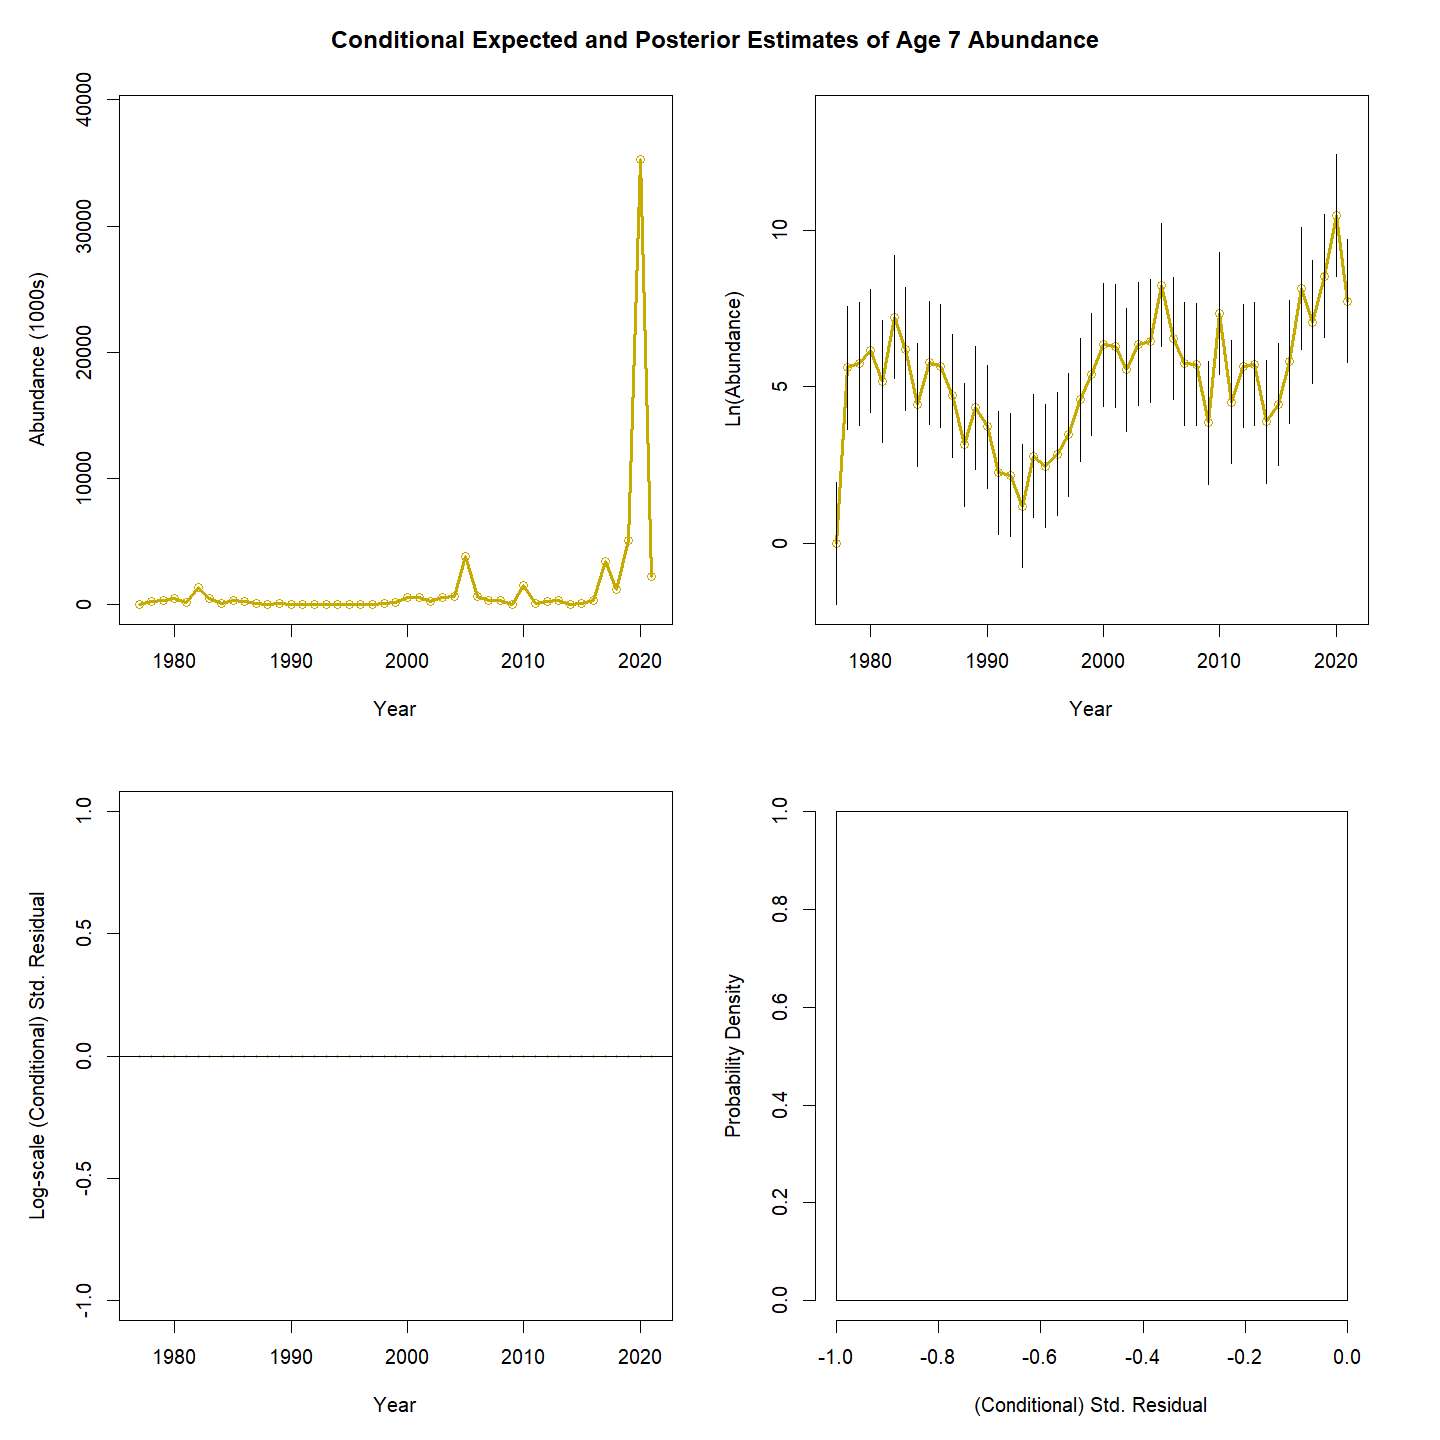 Conditional Expected and Posterior Estimates of Age 7 Abundance
Abundance (1000s)
40000
30000
20000
10000
0
1980 1990 2000 2010 2020
Year
Ln(Abundance)
10
5
0
1980 1990 2000 2010 2020
Year
Log-scale (Conditional) Std. Residual
1.0
0.5
0.0
-0.5
-1.0
1980 1990 2000 2010 2020
Year
Probability Density
1.0
0.8
0.6
0.4
0.2
0.0
-1.0 -0.8 -0.6 -0.4 -0.2 0.0
(Conditional) Std. Residual